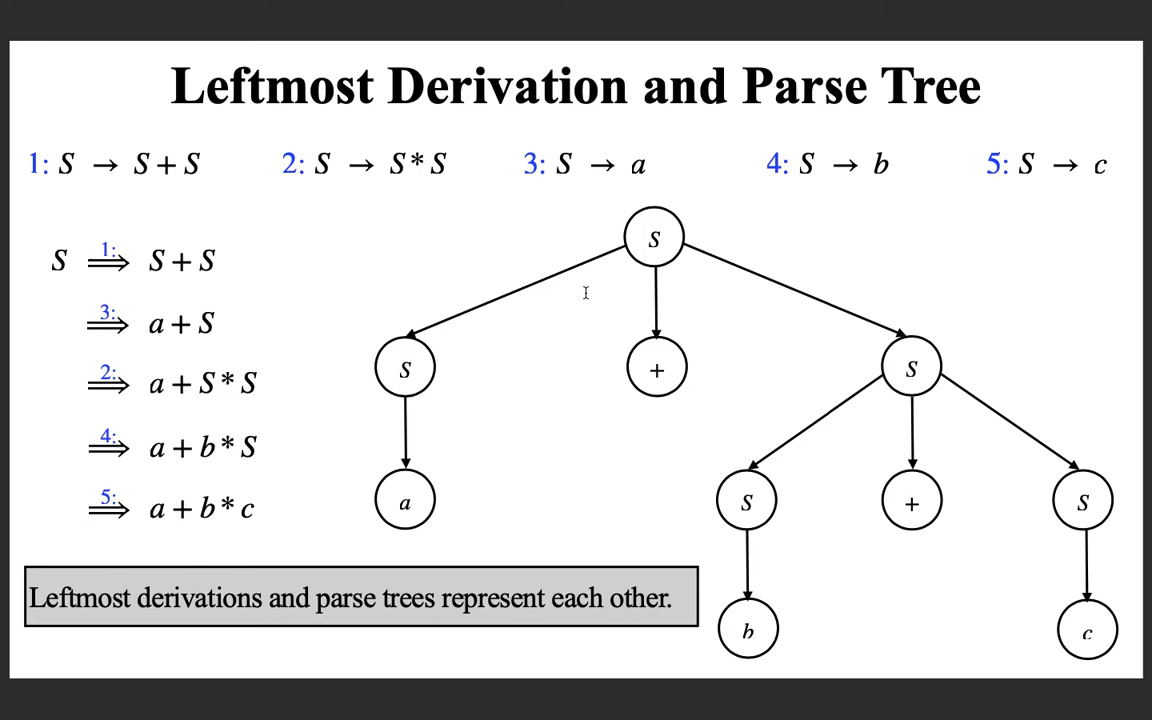 Leftmost Derivation and Parse Tree
1: S → S + S 2: S → S * S 3: S → a 4: S → b 5: S → c
S
S 1: ⟹ S + S
3: ⟹ a + S
S + S
2: ⟹ a + S * S
4: ⟹ a + b * S
a S + S
5: ⟹ a + b * c
Leftmost derivations and parse trees represent each other.
b c